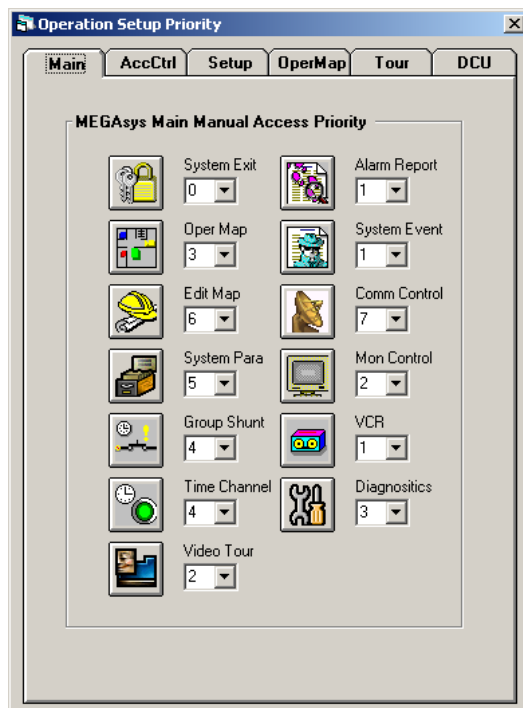 Operation Setup Priority
Main AccCtrl Setup OperMap Tour DCU
MEGAsys Main Manual Access Priority
System Exit
0
Alarm Report
1
Oper Map
3
System Event
1
Edit Map
6
Comm Control
7
System Para
5
Mon Control
2
Group Shunt
4
VCR
1
Time Channel
4
Diagnositics
3
Video Tour
2